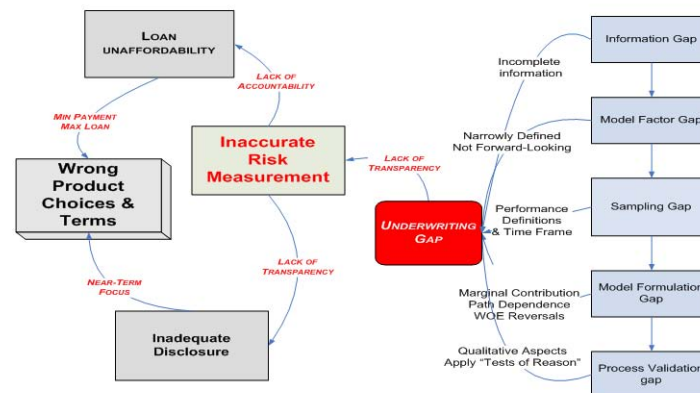 LOAN
UNAFFORDABILITY
LACK OF
ACCOUNTABILITY
MIN PAYMENT
MAX LOAN
Wrong
Product
Choices &
Terms
Inaccurate
Risk
Measurement
LACK OF
TRANSPARENCY
UNDERWRITING
GAP
LACK OF
TRANSPARENCY
NEAR-TERM
FOCUS
Inadequate
Disclosure
Incomplete
information
Narrowly Defined
Not Forward-Looking
Performance
Definitions
& Time Frame
Marginal Contribution
Path Dependence
WOE Reversals
Qualitative Aspects
Apply “Tests of Reason”
Information Gap
Model Factor Gap
Sampling Gap
Model Formulation
Gap
Process Validation
gap